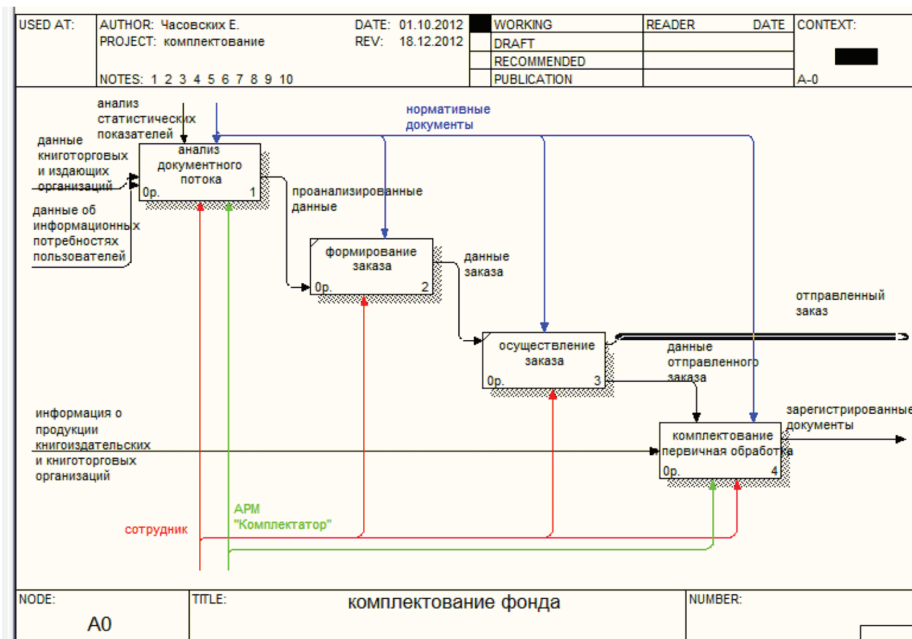 USED AT:
AUTHOR: Часовских Е.
DATE: 01.10.2012
WORKING
READER
DATE
CONTEXT:
PROJECT: комплектование
REV: 18.12.2012
DRAFT
RECOMMENDED
NOTES: 1 2 3 4 5 6 7 8 9 10
PUBLICATION
A-0
анализ
статистических
показателей
нормативные
документы
данные
книготорговых
и издающих
организаций
анализ
документного
потока
0р.
1
проанализированные
данные
данные об
информационных
потребностях
пользователей
формирование
заказа
0р.
2
данные
заказа
отправленный
заказ
осуществление
заказа
0р.
3
данные
отправленного
заказа
информация о
продукции
книгоиздательских
и книготорговых
организаций
зарегистрированные
документы
комплектование
первичная обработка
0р.
4
АРМ
"Комплектатор"
сотрудник
NODE:
TITLE:
комплектование фонда
NUMBER:
A0